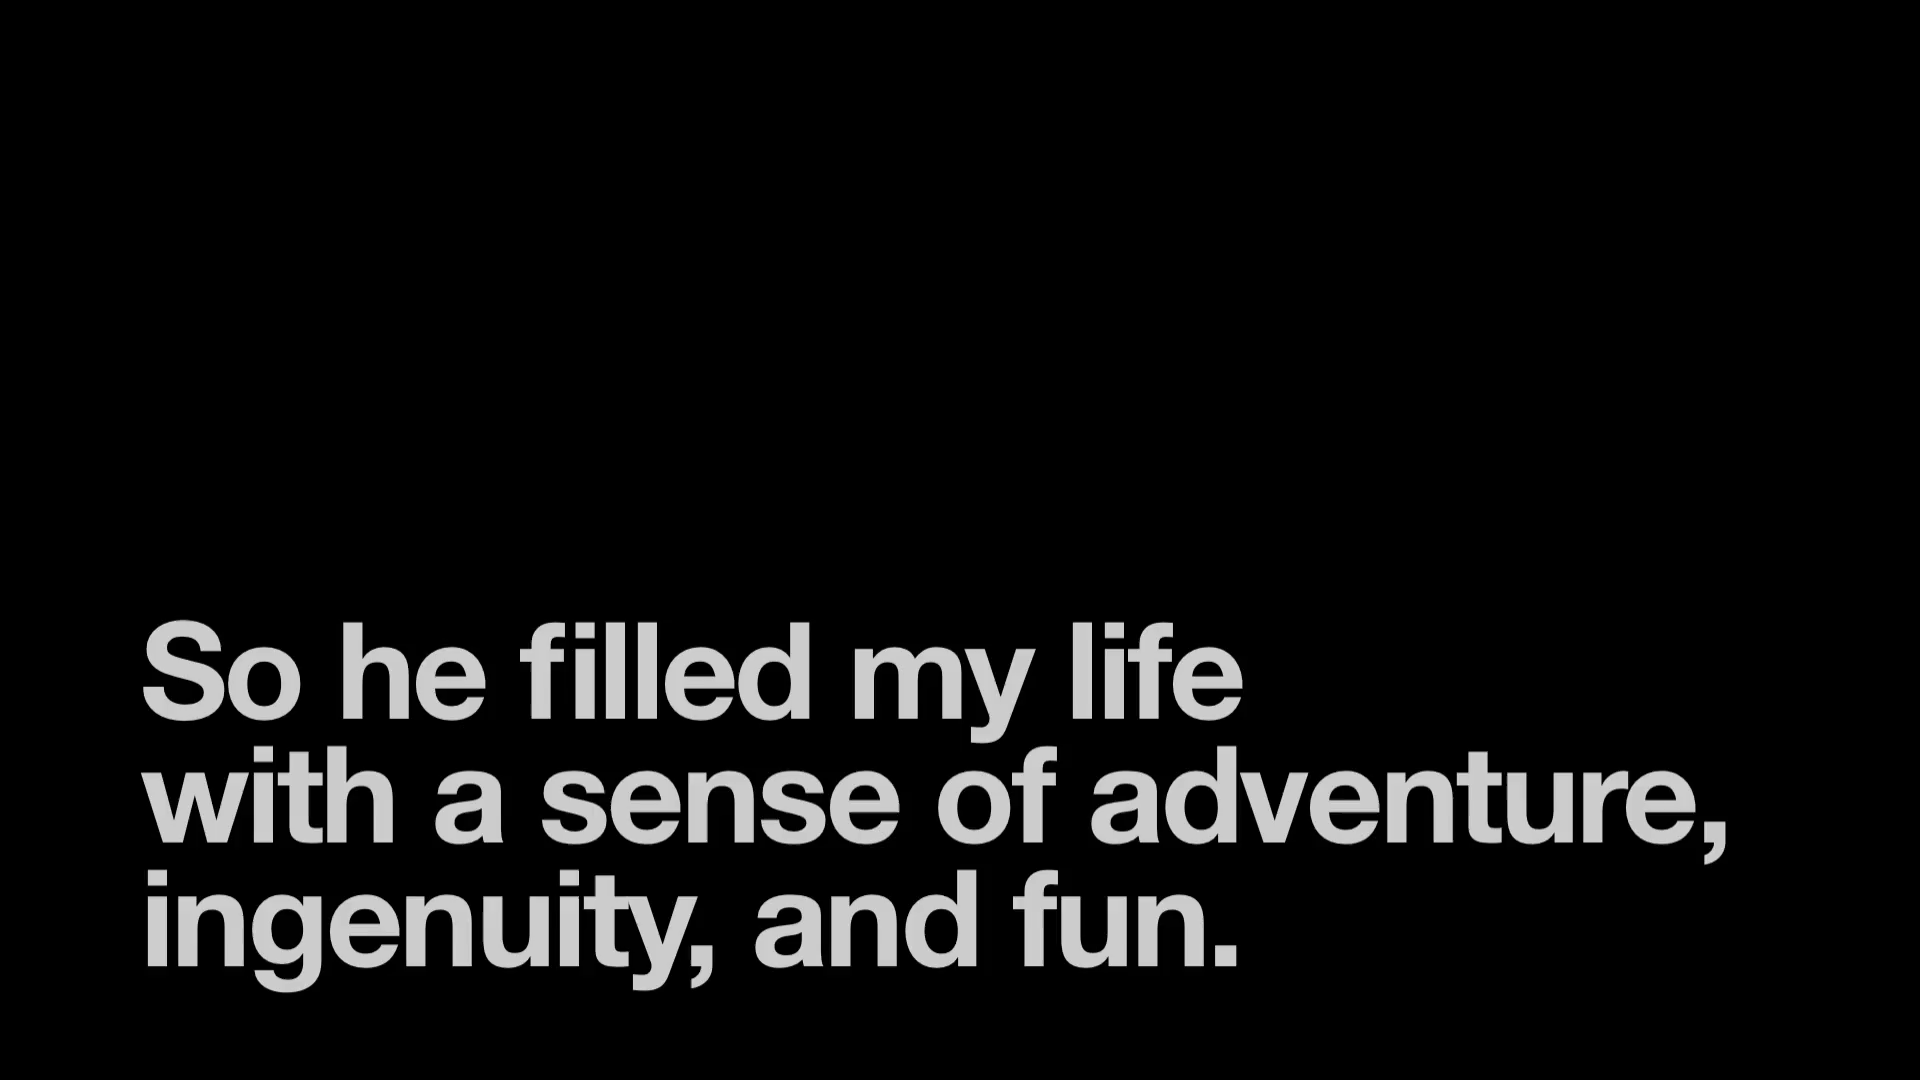 So he filled my life
with a sense of adventure,
ingenuity, and fun.